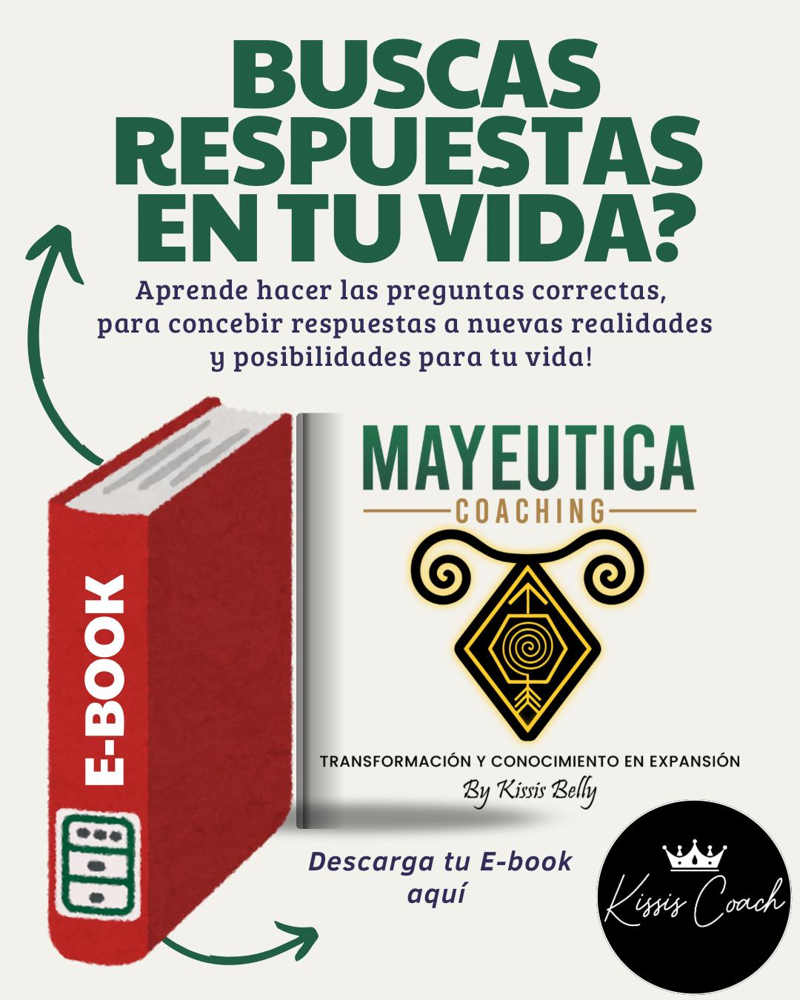 BUSCAS
RESPUESTAS
EN TU VIDA?
Aprende hacer las preguntas correctas,
para concebir respuestas a nuevas realidades
y posibilidades para tu vida!
E-BOOK
MAYEUTICA
COACHING
TRANSFORMACIÓN Y CONOCIMIENTO EN EXPANSIÓN
By Kissis Belly
Descarga tu E-book
aquí
Kissis Coach